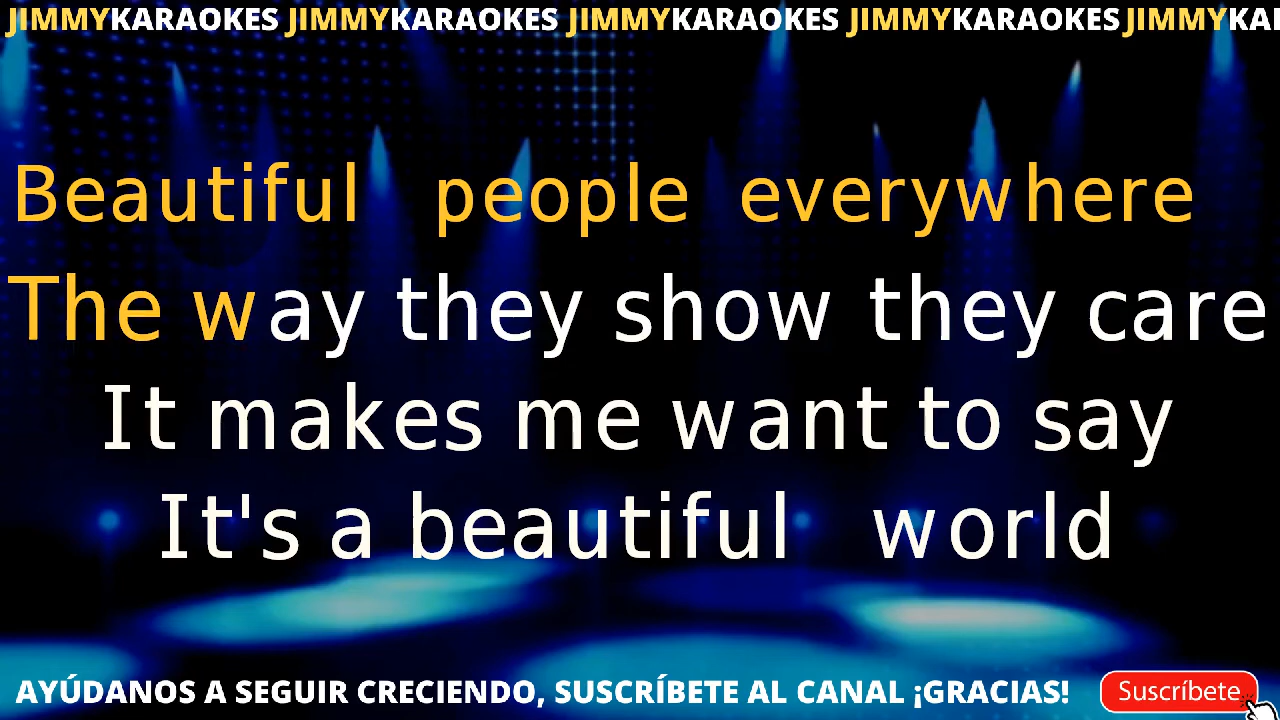 JIMMYKARAOKES JIMMYKARAOKES JIMMYKARAOKES JIMMYKARAOKES JIMMYKA
Beautiful people everywhere
The way they show they care
It makes me want to say
It's a beautiful world
AYÚDANOS A SEGUIR CRECIENDO, SUSCRÍBETE AL CANAL ¡GRACIAS! Suscríbete